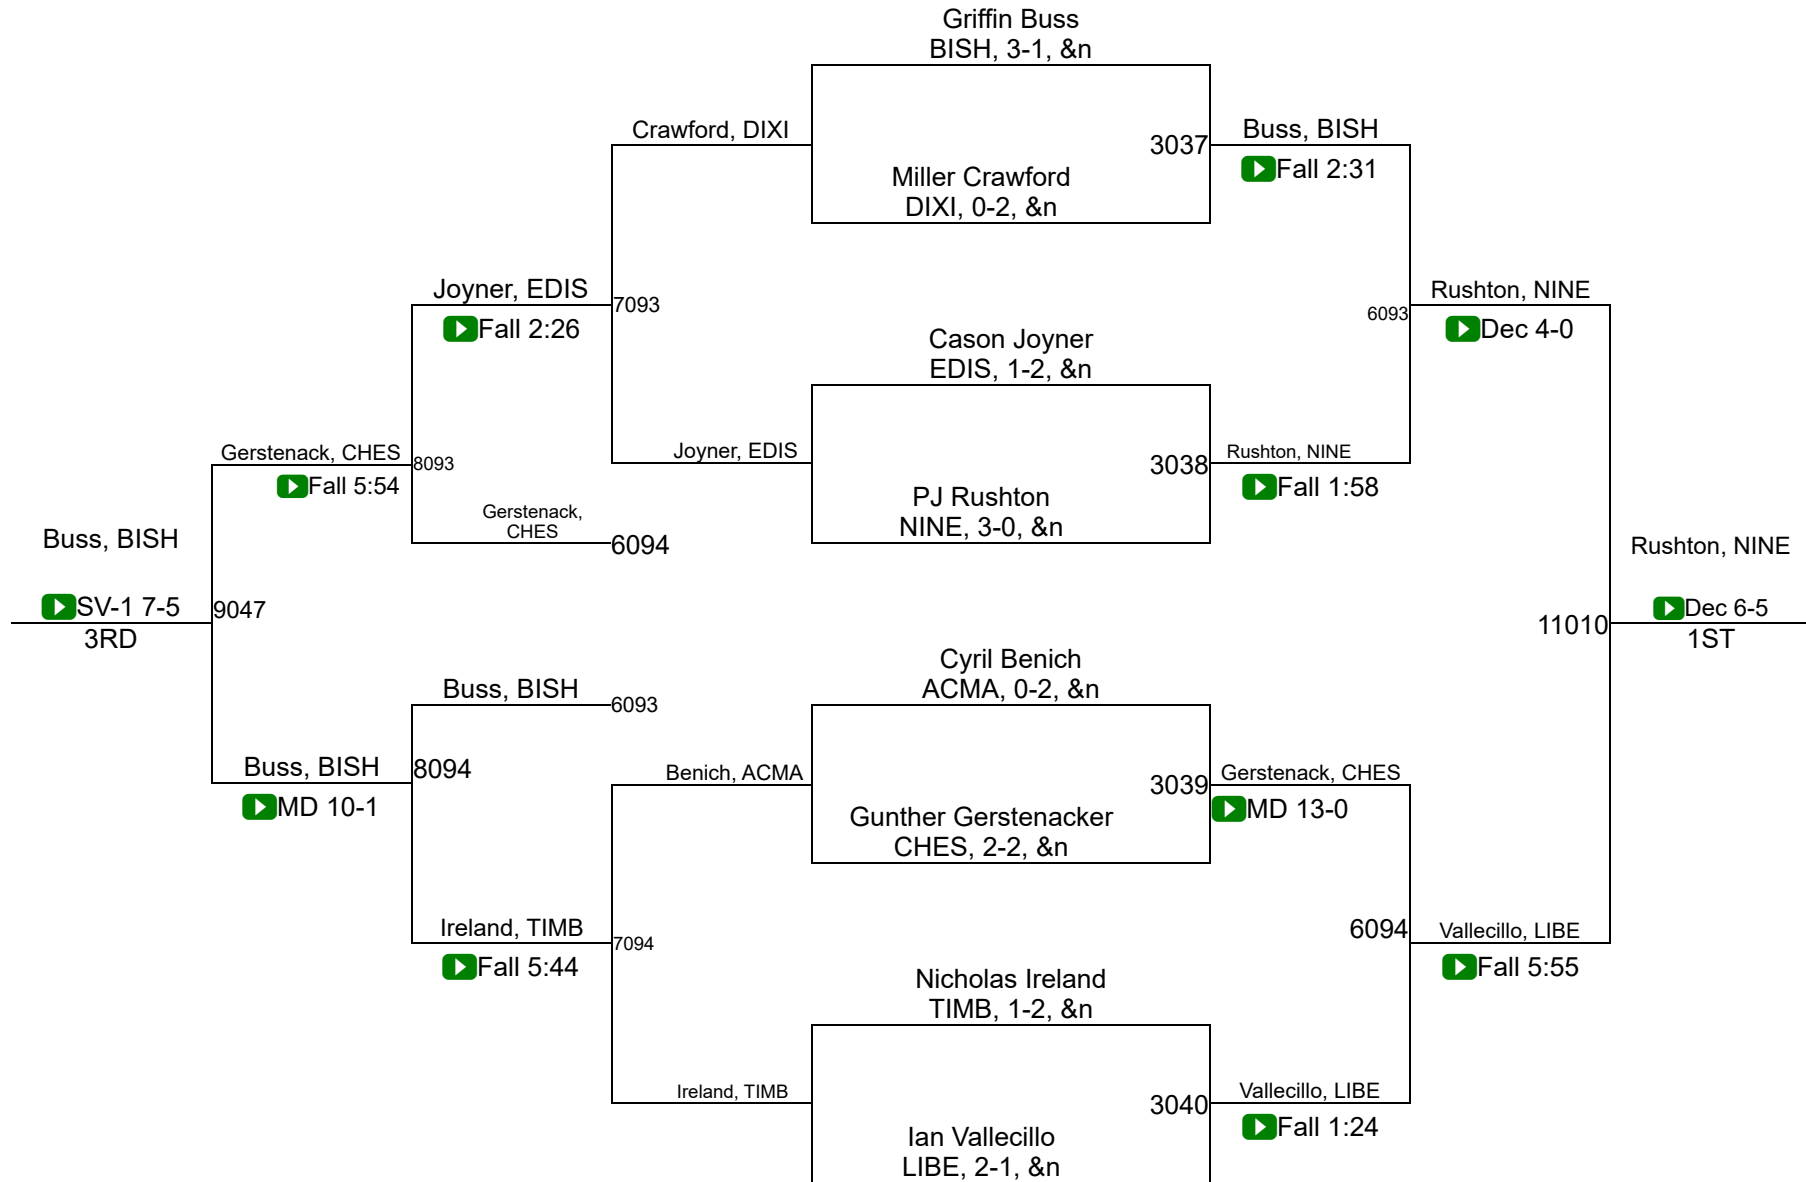 Griffin Buss
BISH, 3-1, &n
Crawford, DIXI
3037
Buss, BISH
Fall 2:31
Miller Crawford
DIXI, 0-2, &n
Joyner, EDIS
7093
Fall 2:26
6093
Rushton, NINE
Dec 4-0
Cason Joyner
EDIS, 1-2, &n
Gerstenack, CHES
8093
Fall 5:54
Joyner, EDIS
3038
Rushton, NINE
Fall 1:58
PJ Rushton
NINE, 3-0, &n
Gerstenack,
CHES
6094
Buss, BISH
SV-1 7-5
9047
3RD
Rushton, NINE
11010
Dec 6-5
1ST
Cyril Benich
ACMA, 0-2, &n
Buss, BISH
6093
Buss, BISH
8094
MD 10-1
Benich, ACMA
3039
Gerstenack, CHES
MD 13-0
Gunther Gerstenacker
CHES, 2-2, &n
Ireland, TIMB
7094
Fall 5:44
6094
Vallecillo, LIBE
Fall 5:55
Nicholas Ireland
TIMB, 1-2, &n
Ireland, TIMB
3040
Vallecillo, LIBE
Fall 1:24
Ian Vallecillo
LIBE, 2-1, &n